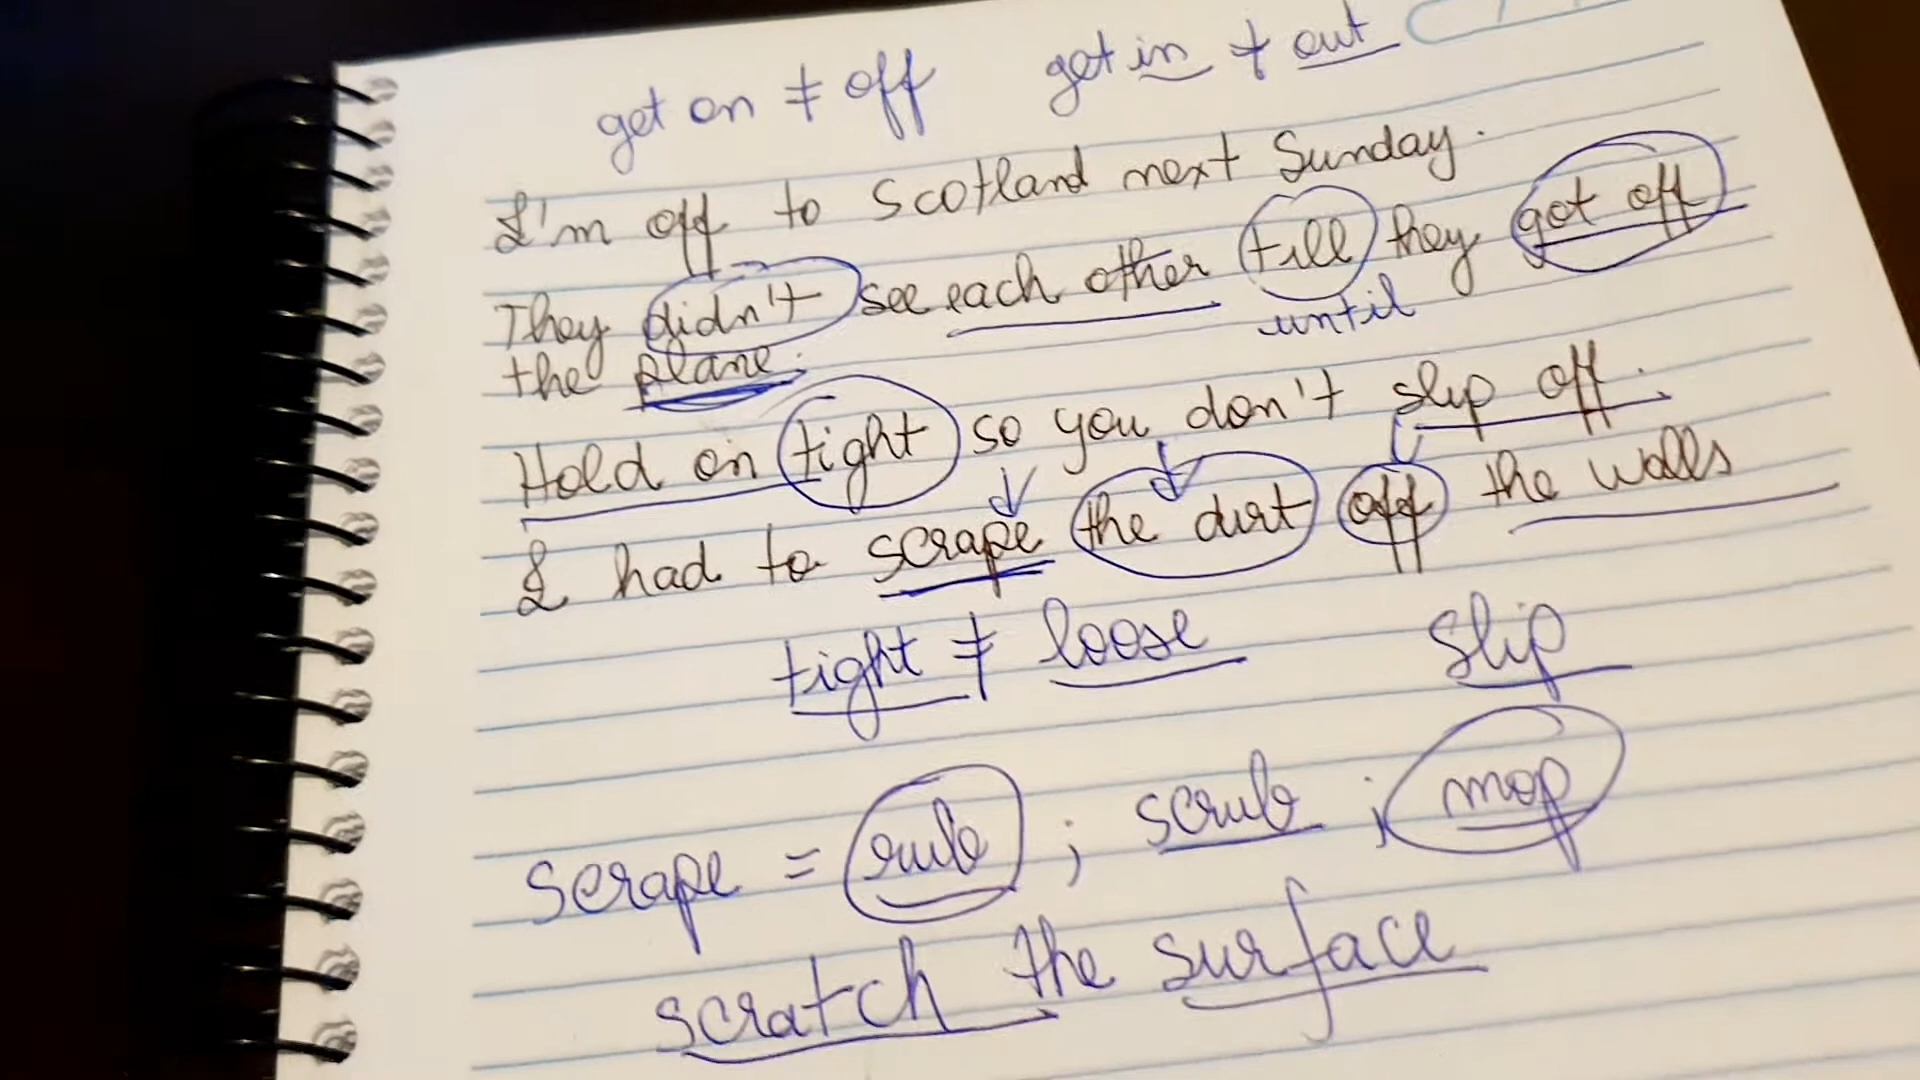 get on ≠ off get in ≠ out
I'm off to Scotland next Sunday.
They didn't see each other till they got off
until
the plane.
Hold on tight so you don't slip off.
I had to scrape the dirt off the walls
tight ≠ loose slip
scrape = rub ; scrub ; mop
scratch the surface